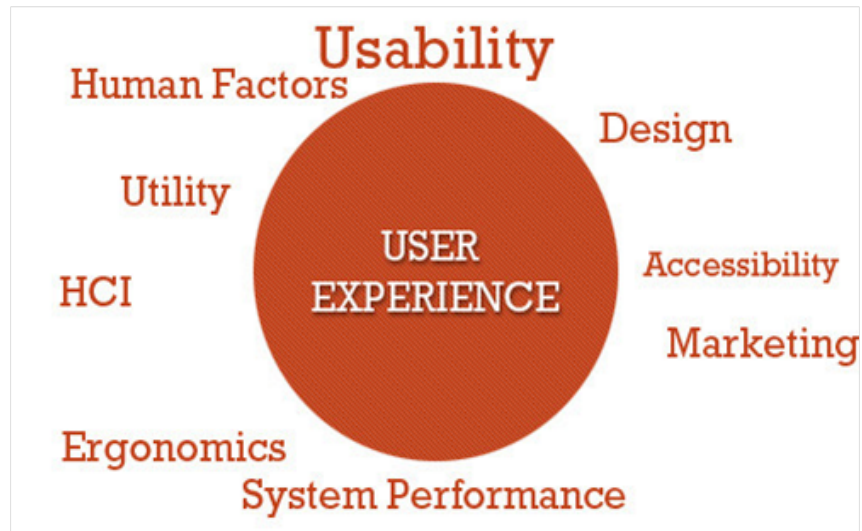 Usability
Human Factors
Design
Utility
USER
EXPERIENCE
Accessibility
HCI
Marketing
Ergonomics
System Performance